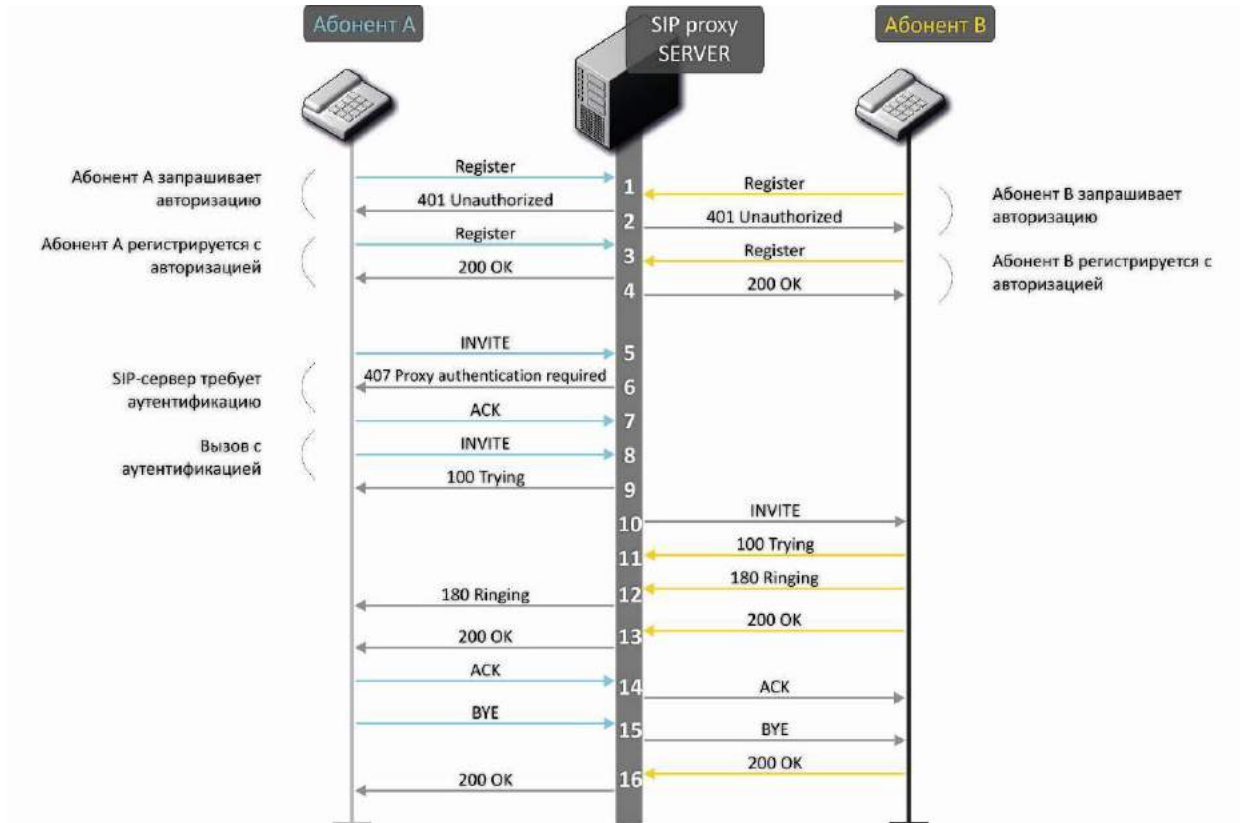 Абонент А
SIP proxy
SERVER
Абонент В
Абонент А запрашивает
авторизацию
Register
1
Register
Абонент В запрашивает
авторизацию
401 Unauthorized
2
401 Unauthorized
Абонент А регистрируется с
авторизацией
Register
3
Register
Абонент В регистрируется с
авторизацией
200 OK
4
200 OK
INVITE
5
SIP-сервер требует
аутентификацию
407 Proxy authentication required
6
ACK
7
Вызов с
аутентификацией
INVITE
8
100 Trying
9
10
INVITE
11
100 Trying
180 Ringing
12
180 Ringing
200 OK
13
200 OK
ACK
14
ACK
BYE
15
BYE
200 OK
16
200 OK